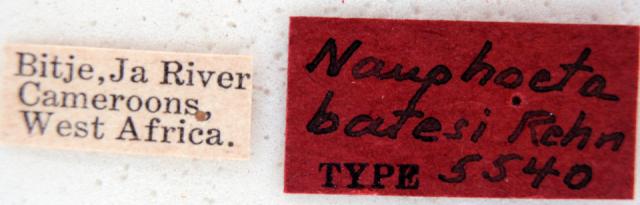 Bitje, Ja River
Cameroons,
West Africa.
Nauphoeta
batesi Rehn
TYPE 5540